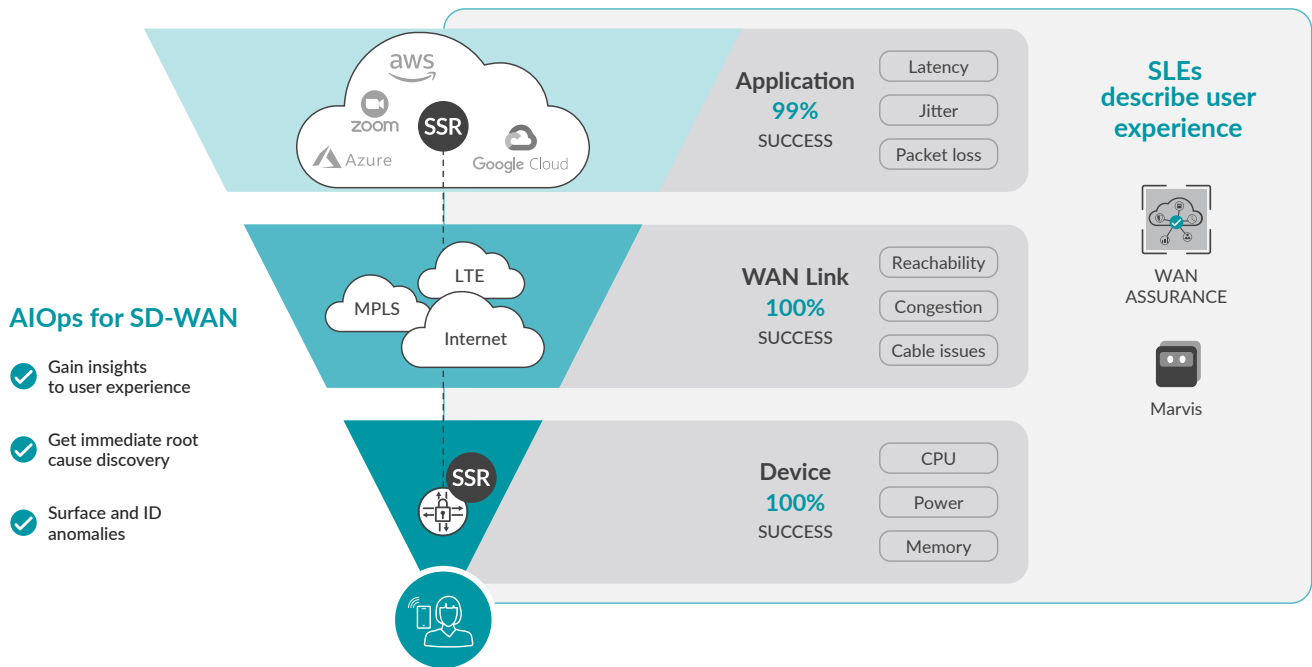 AIOps for SD-WAN
Gain insights
to user experience
Get immediate root
cause discovery
Surface and ID
anomalies
aws
zoom
SSR
Azure
Google Cloud
Application
99%
SUCCESS
Latency
Jitter
Packet loss
LTE
MPLS
Internet
WAN Link
100%
SUCCESS
Reachability
Congestion
Cable issues
SSR
Device
100%
SUCCESS
CPU
Power
Memory
SLEs
describe user
experience
WAN
ASSURANCE
Marvis